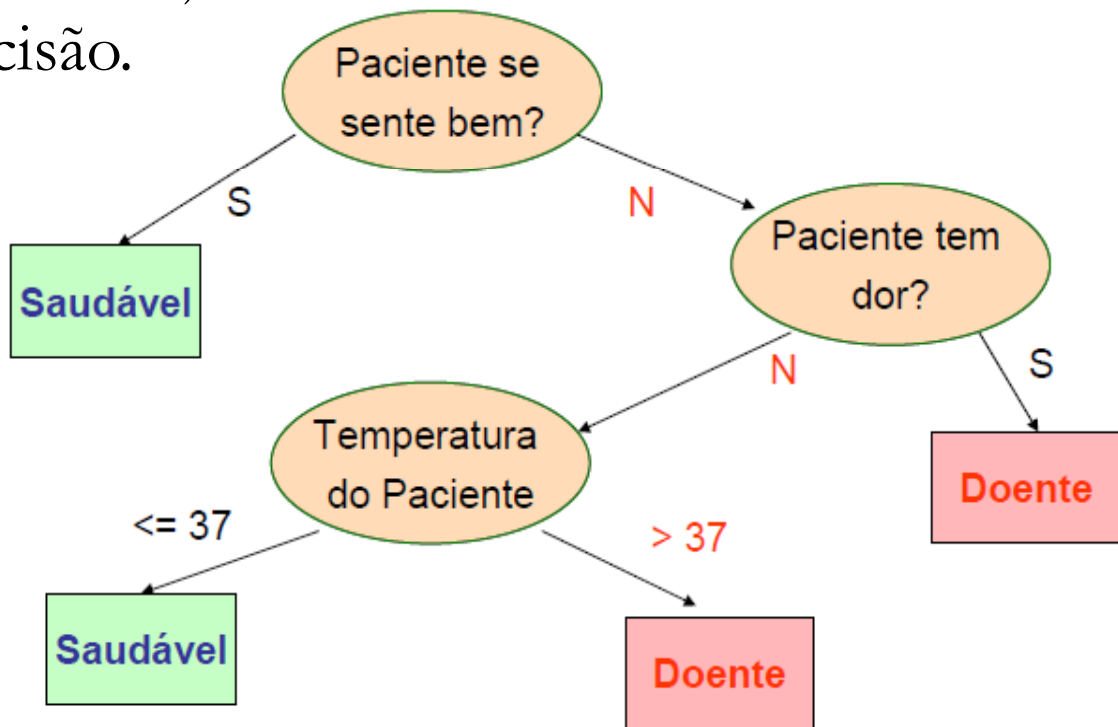 cisão.
Paciente se
sente bem?
S
N
Saudável
Paciente tem
dor?
N
S
Temperatura
do Paciente
Doente
<= 37
> 37
Saudável
Doente